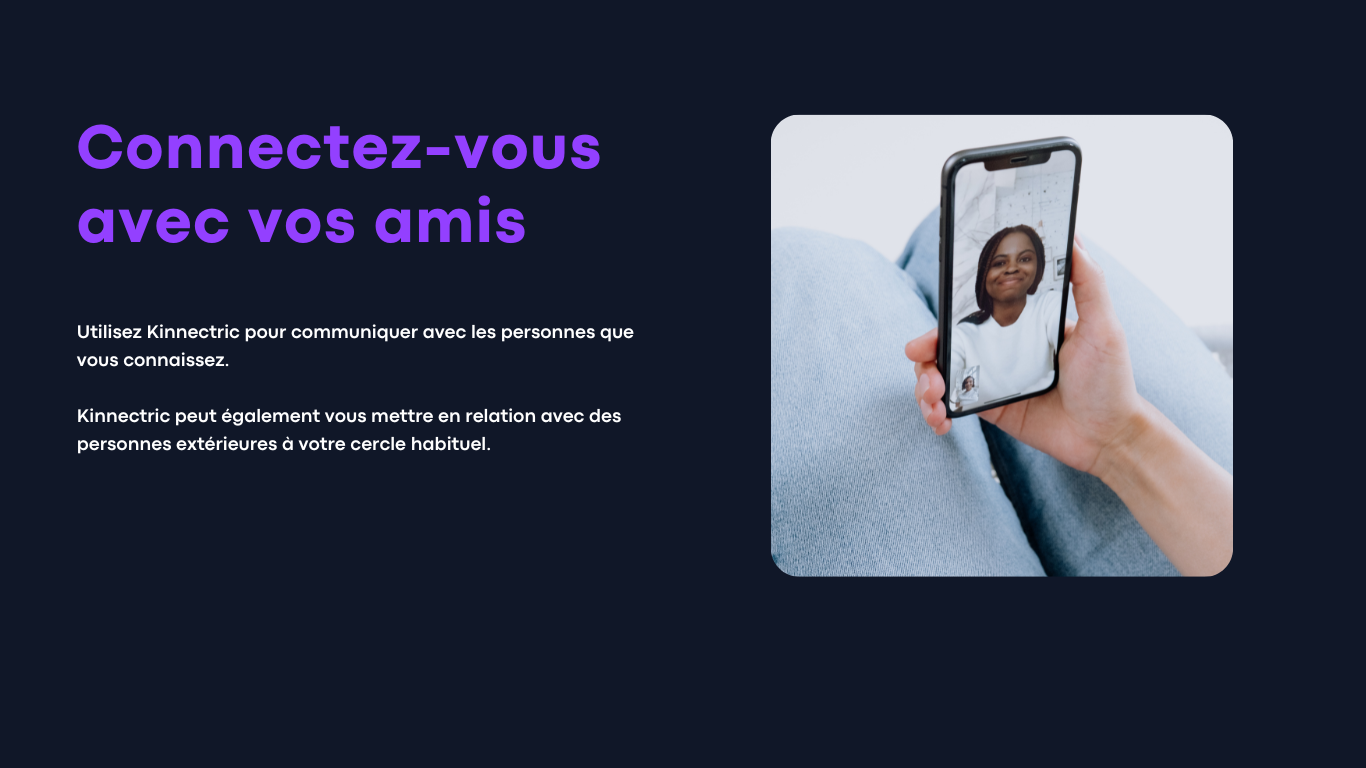 Connectez-vous
avec vos amis
Utilisez Kinnectric pour communiquer avec les personnes que
vous connaissez.
Kinnectric peut également vous mettre en relation avec des
personnes extérieures à votre cercle habituel.